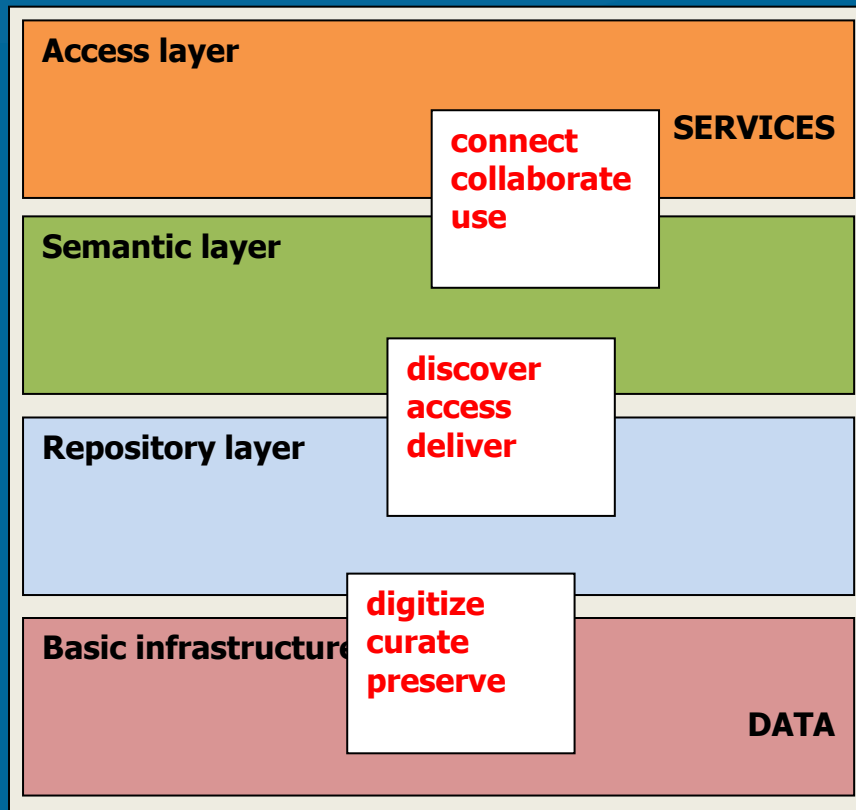 Access layer
SERVICES
connect
collaborate
use
Semantic layer
discover
access
deliver
Repository layer
digitize
curate
preserve
Basic infrastructure
DATA